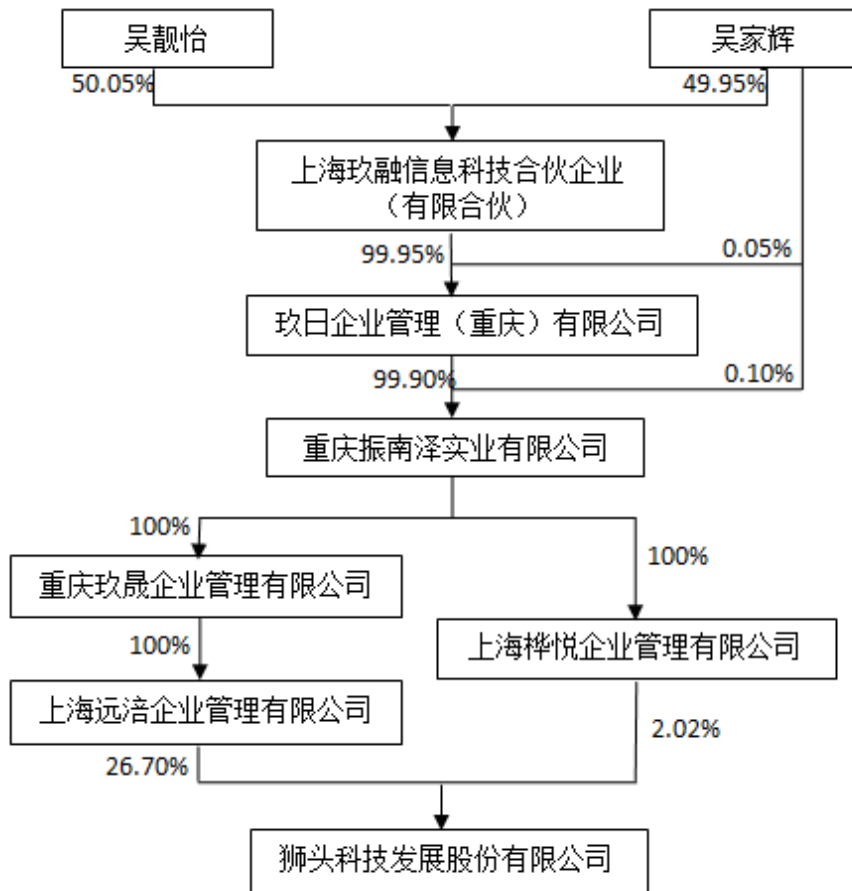 吴靓怡
吴家辉
50.05%
49.95%
上海玖融信息科技合伙企业
（有限合伙）
99.95%
0.05%
玖日企业管理（重庆）有限公司
99.90%
0.10%
重庆振南泽实业有限公司
100%
100%
重庆玖晟企业管理有限公司
100%
上海桦悦企业管理有限公司
上海远涪企业管理有限公司
26.70%
2.02%
狮头科技发展股份有限公司